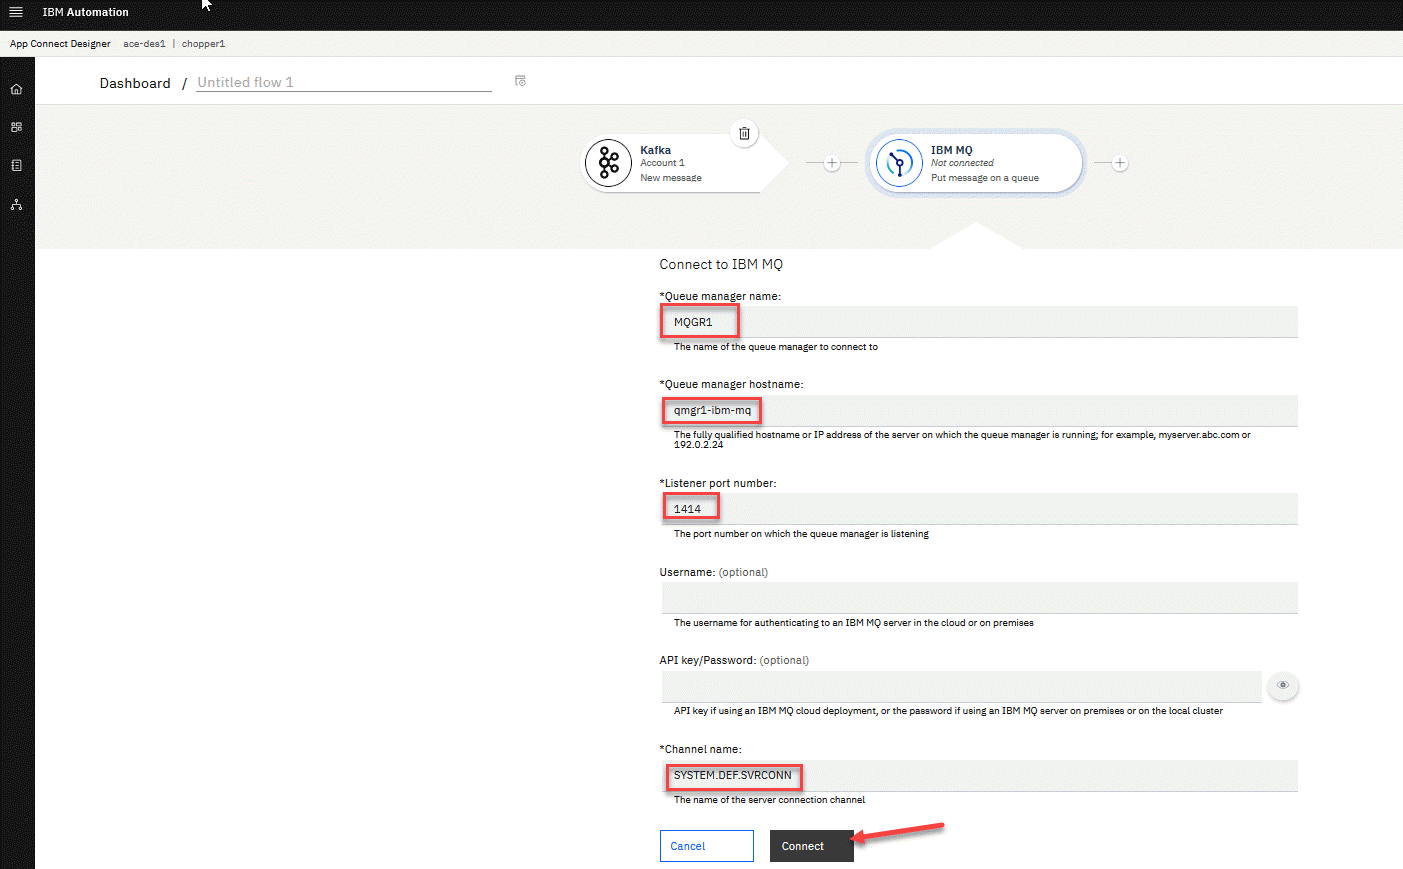 IBM Automation
App Connect Designer ace-des1 | chopper1
Dashboard / Untitled flow 1
Kafka
Account 1
New message
IBM MQ
Not connected
Put message on a queue
Connect to IBM MQ
*Queue manager name:
MQGR1
The name of the queue manager to connect to
*Queue manager hostname:
qmgr1-ibm-mq
The fully qualified hostname or IP address of the server on which the queue manager is running; for example, myserver.abc.com or
192.0.2.24
*Listener port number:
1414
The port number on which the queue manager is listening
Username: (optional)
The username for authenticating to an IBM MQ server in the cloud or on premises
API key/Password: (optional)
API key if using an IBM MQ cloud deployment, or the password if using an IBM MQ server on premises or on the local cluster
*Channel name:
SYSTEM.DEF.SVRCONN
The name of the server connection channel
Cancel Connect